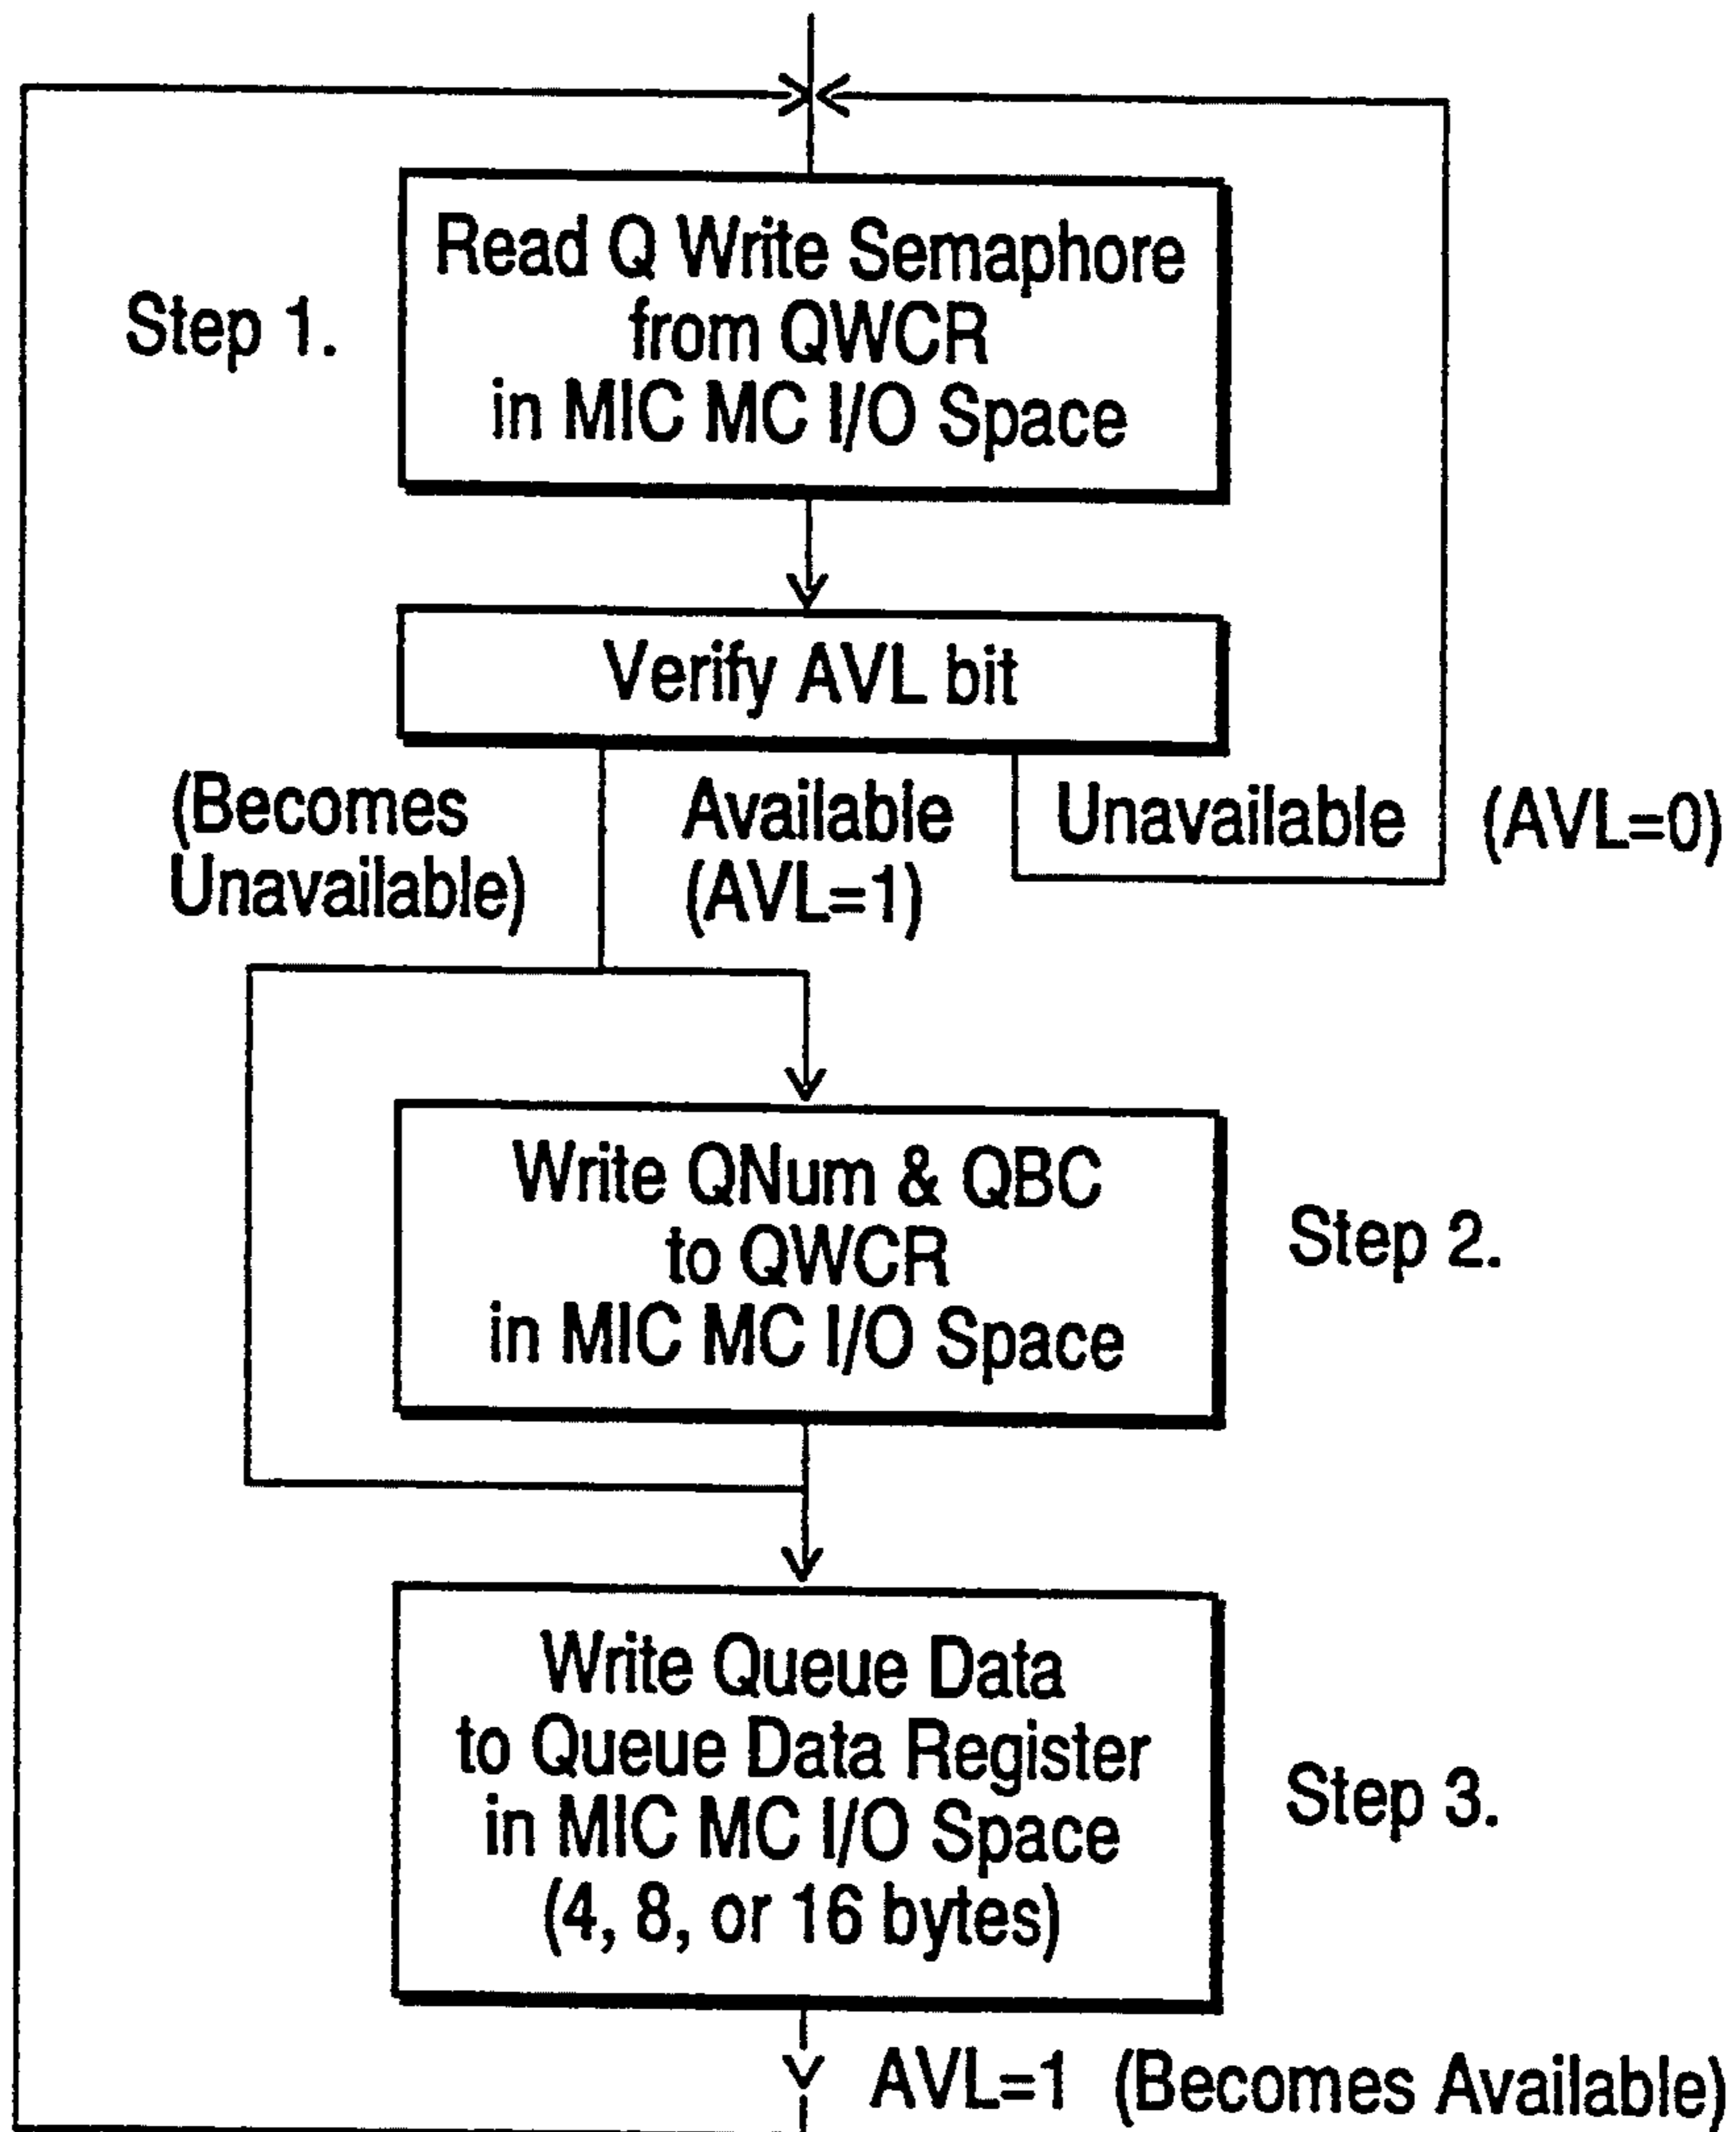 Step 1.
Read Q Write Semaphore
from QWCR
in MIC MC I/O Space
Verify AVL bit
(Becomes
Unavailable)
Available
(AVL=1)
Unavailable
(AVL=0)
Write QNum & QBC
to QWCR
in MIC MC I/O Space
Step 2.
Write Queue Data
to Queue Data Register
in MIC MC I/O Space
(4, 8, or 16 bytes)
Step 3.
AVL=1 (Becomes Available)